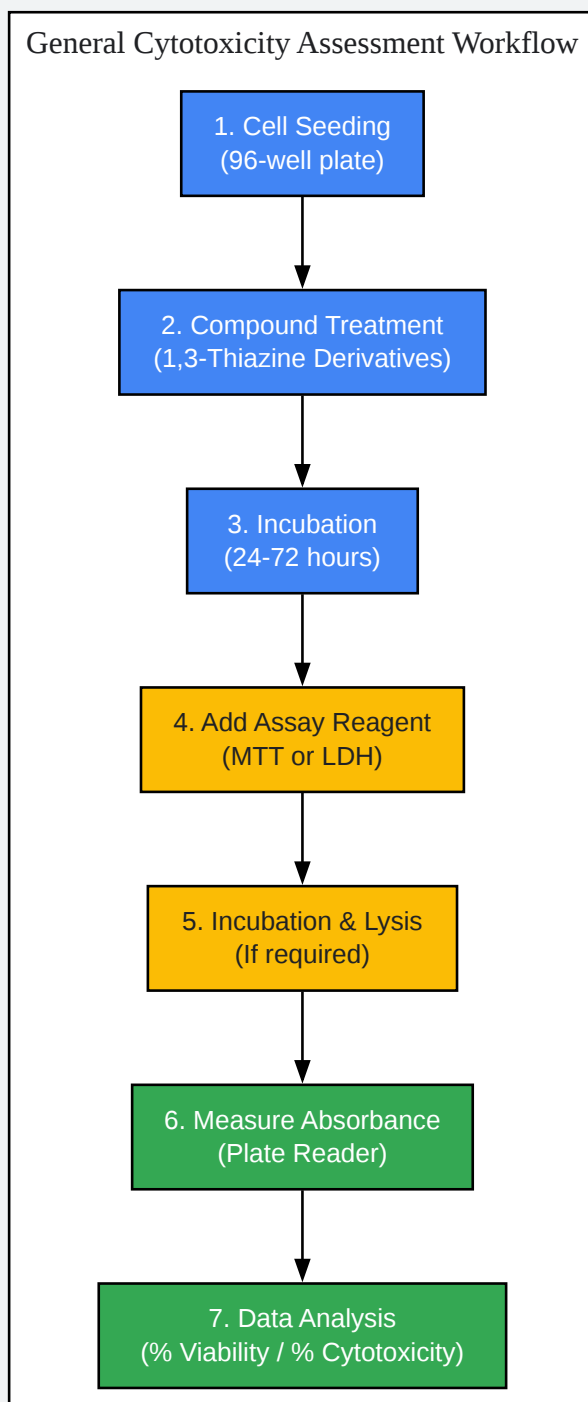 General Cytotoxicity Assessment Workflow
1. Cell Seeding
(96-well plate)
2. Compound Treatment
(1,3-Thiazine Derivatives)
3. Incubation
(24-72 hours)
4. Add Assay Reagent
(MTT or LDH)
5. Incubation & Lysis
(If required)
6. Measure Absorbance
(Plate Reader)
7. Data Analysis
(% Viability / % Cytotoxicity)